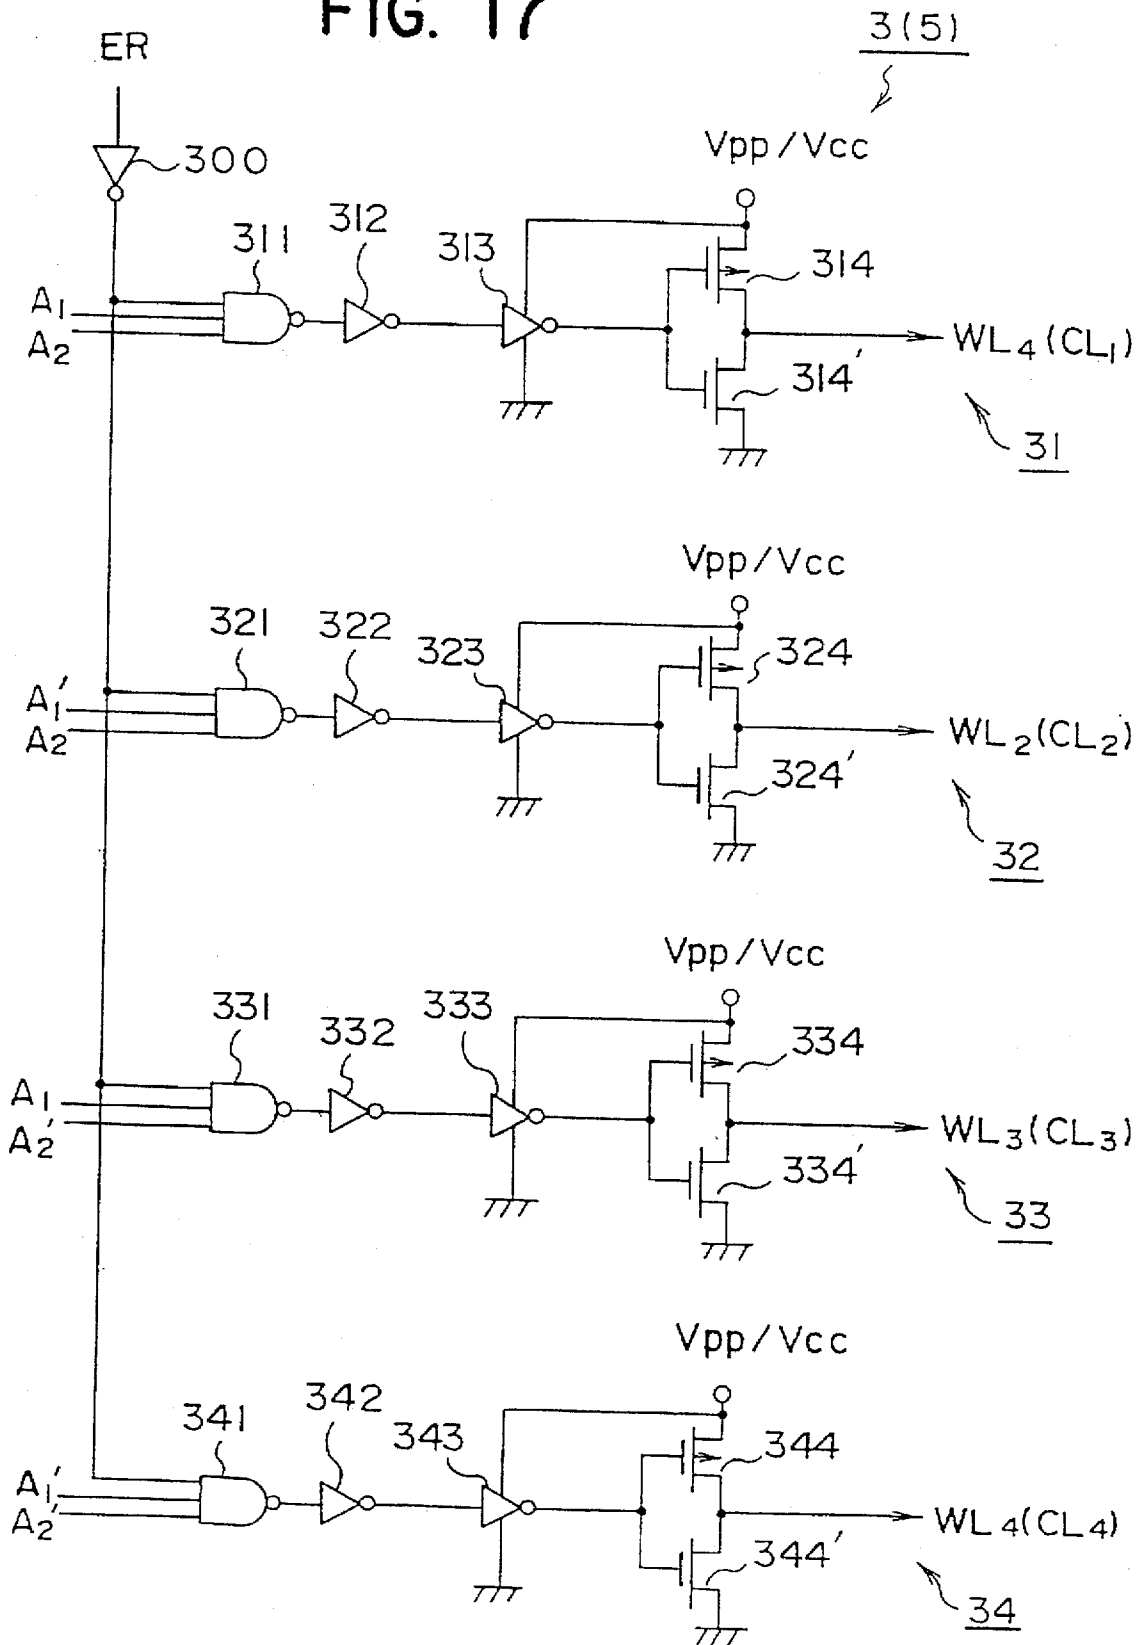 FIG. 17
3(5)
ER
Vpp/Vcc
300
312
311
313
314
A1
A2
WL4(CL1)
314'
31
Vpp/Vcc
321
322
323
324
A1'
A2
WL2(CL2)
324'
32
Vpp/Vcc
331
332
333
334
A1
A2'
WL3(CL3)
334'
33
Vpp/Vcc
341
342
343
344
A1'
A2'
WL4(CL4)
344'
34